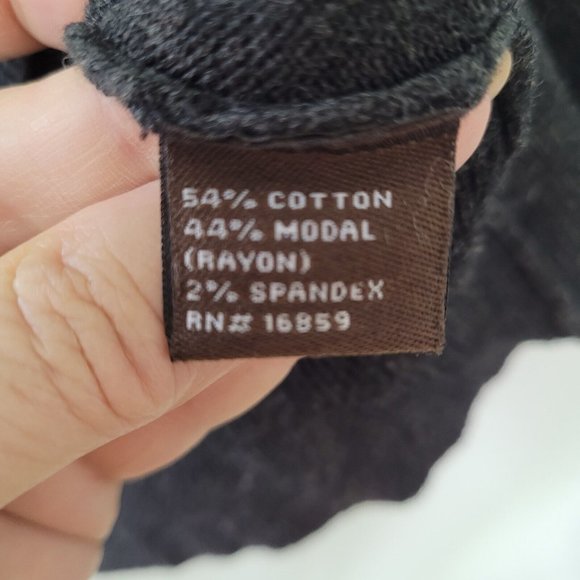 54% COTTON
44% MODAL
(RAYON)
2% SPANDEX
RN# 16859